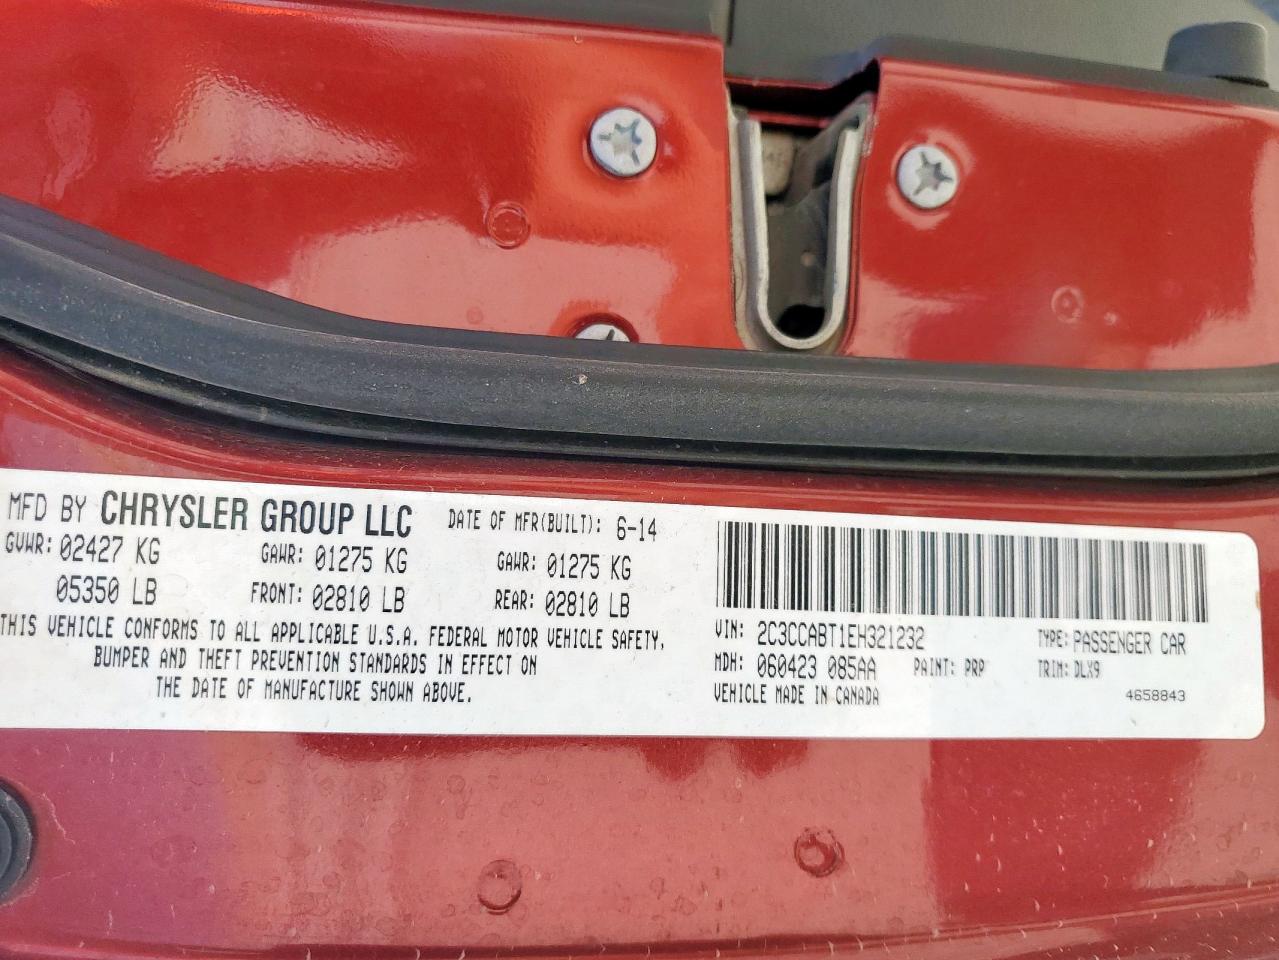 MFD BY CHRYSLER GROUP LLC DATE OF MFR(BUILT): 6-14
GVWR: 02427 KG GAWR: 01275 KG GAWR: 01275 KG
05350 LB FRONT: 02810 LB REAR: 02810 LB
THIS VEHICLE CONFORMS TO ALL APPLICABLE U.S.A. FEDERAL MOTOR VEHICLE SAFETY,
BUMPER AND THEFT PREVENTION STANDARDS IN EFFECT ON
THE DATE OF MANUFACTURE SHOWN ABOVE.
VIN: 2C3CCABT1EH321232 TYPE: PASSENGER CAR
MDH: 060423 085AA PAINT: PRP TRIM: DLX9
VEHICLE MADE IN CANADA 4658843